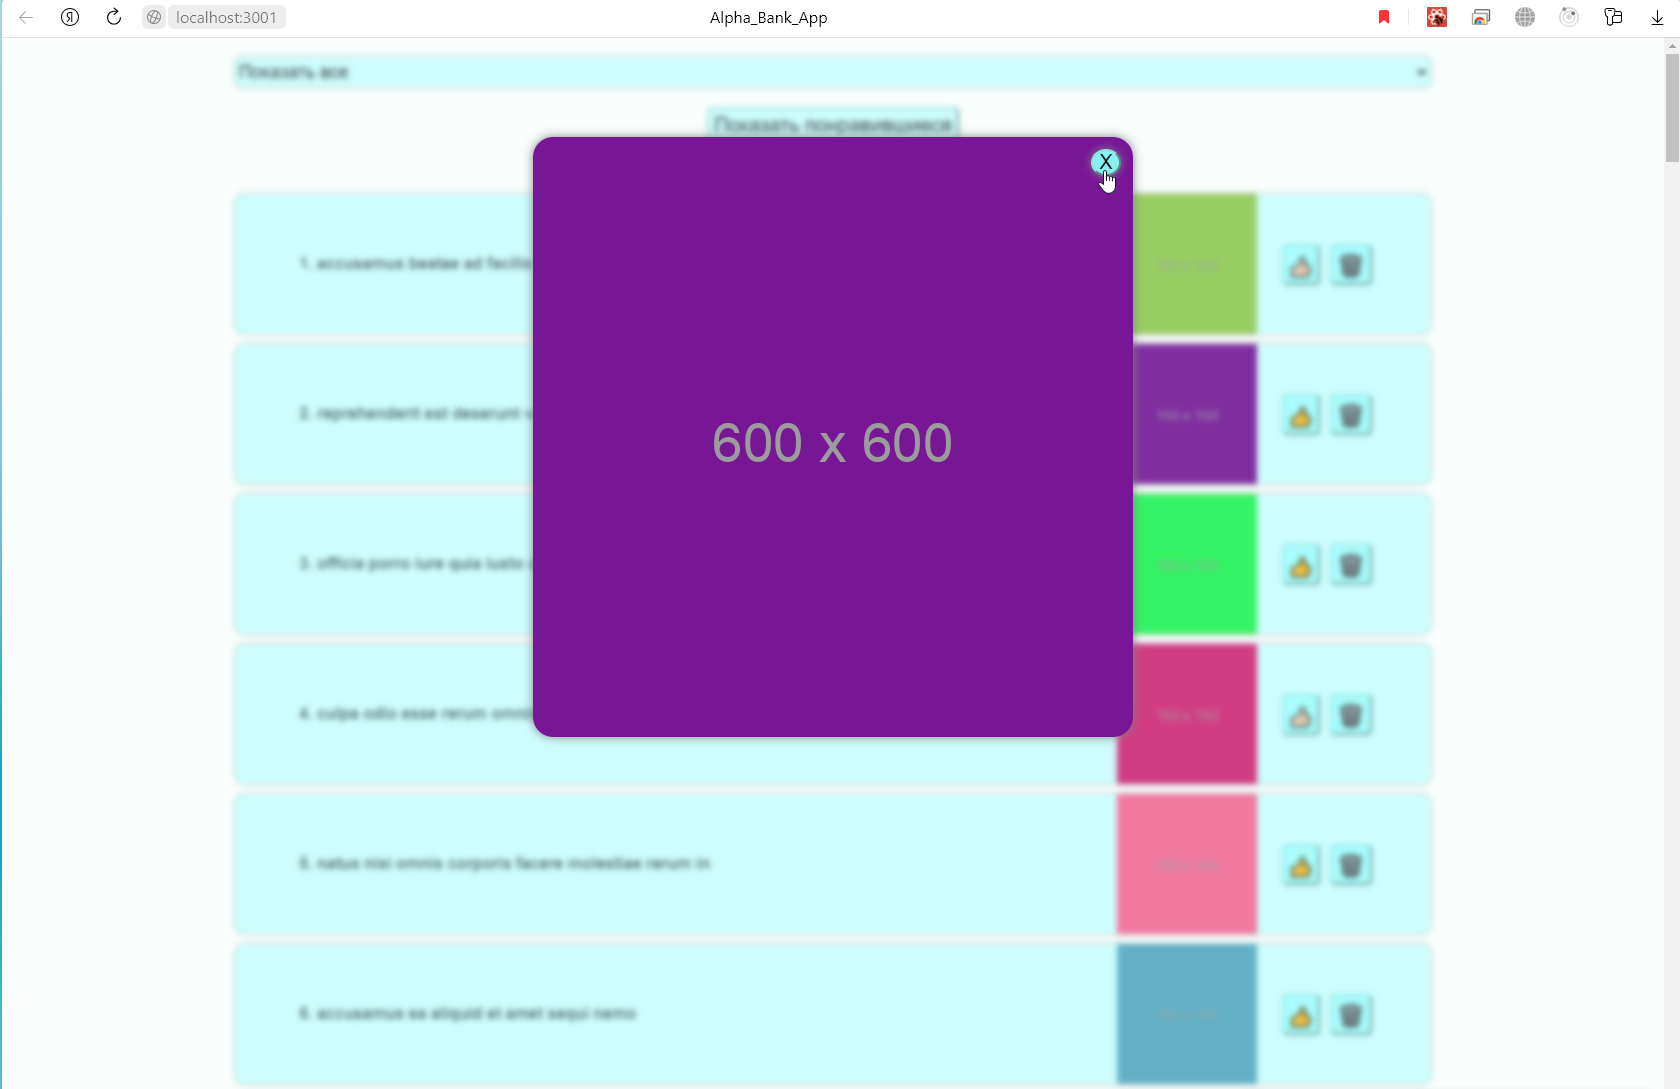 localhost:3001
Alpha_Bank_App
Показать все
Показать понравившиеся
X
1. accusamus beatae ad facilis
2. reprehenderit est deserunt
600 x 600
3. officia porro iure quia iusto
4. culpa odio esse rerum omnis
5. natus nisi omnis corporis facere molestiae rerum in
6. accusamus ea aliquid et amet sequi nemo